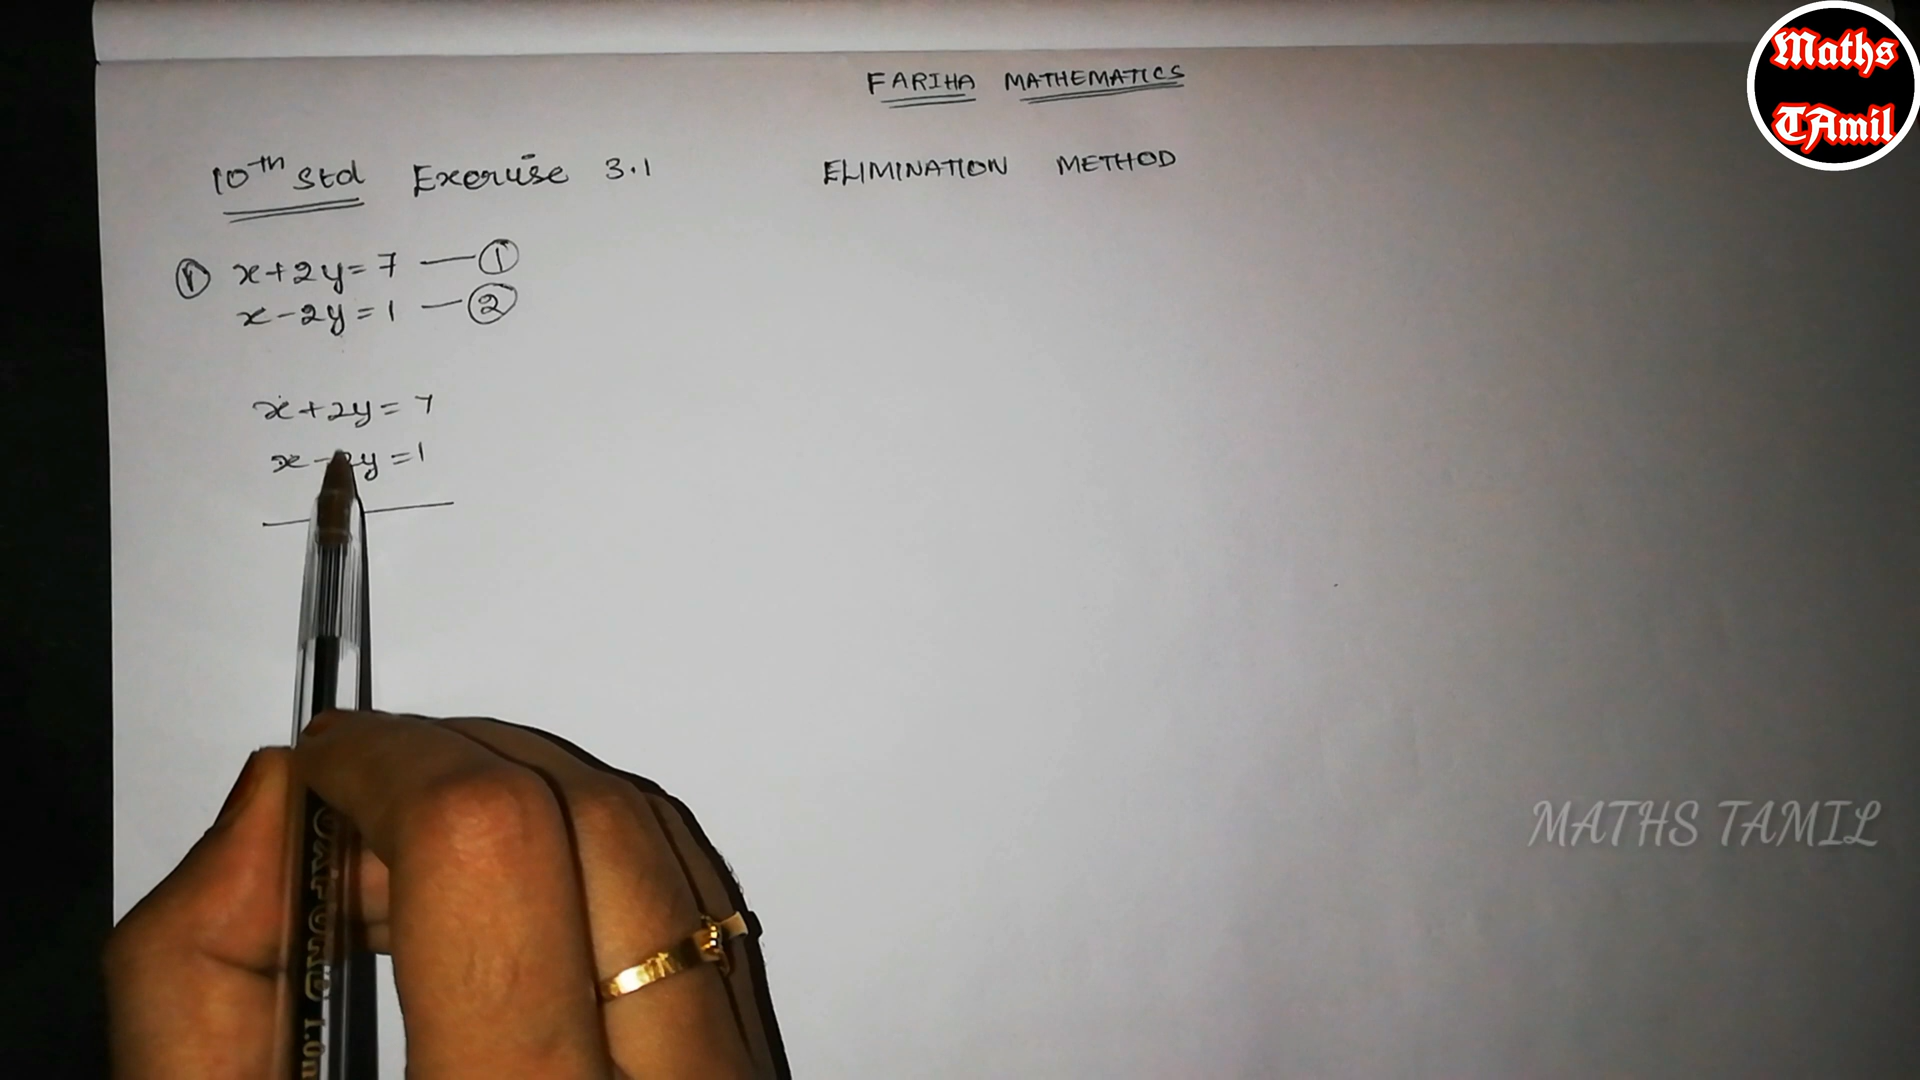 Maths
TAmil
FARIHA MATHEMATICS
10th Std Exercise 3.1 ELIMINATION METHOD
① x+2y=7 — ①
x-2y=1 — ②
x+2y=7
x-2y=1
MATHS TAMIL